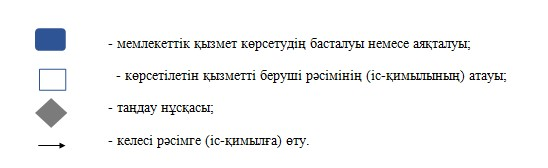 - мемлекеттік қызмет көрсетудің басталуы немесе аяқталуы;
- көрсетілетін қызметті беруші рәсімінің (іс-қимылының) атауы;
- таңдау нұсқасы;
- келесі рәсімге (іс-қимылға) өту.